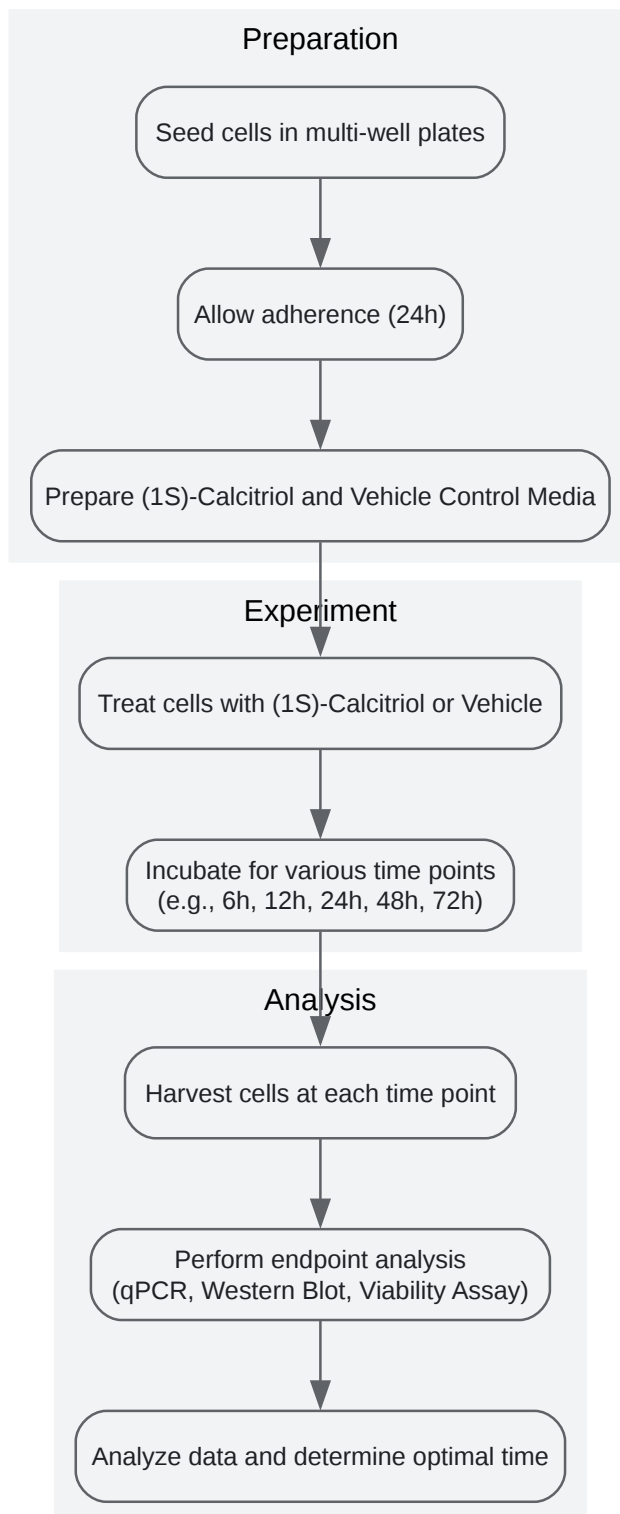 Preparation
Seed cells in multi-well plates
Allow adherence (24h)
Prepare (1S)-Calcitriol and Vehicle Control Media
Experiment
Treat cells with (1S)-Calcitriol or Vehicle
Incubate for various time points
(e.g., 6h, 12h, 24h, 48h, 72h)
Analysis
Harvest cells at each time point
Perform endpoint analysis
(qPCR, Western Blot, Viability Assay)
Analyze data and determine optimal time